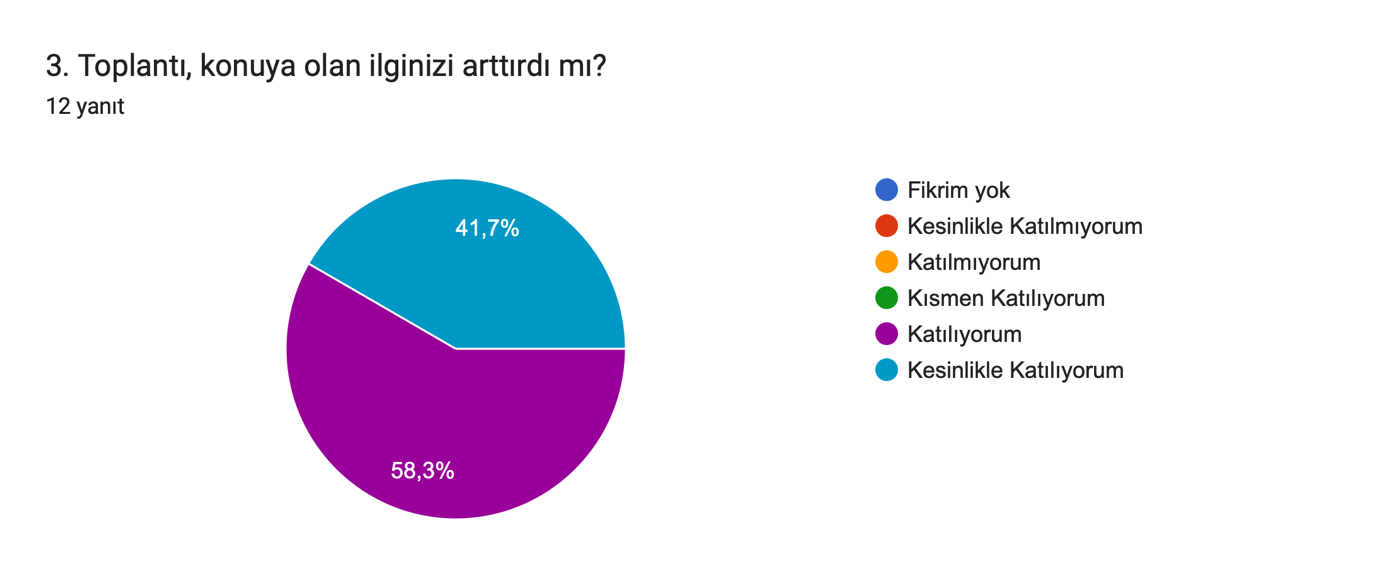 3. Toplantı, konuya olan ilginizi arttırdı mı?
12 yanıt
41,7%
58,3%
Fikrim yok
Kesinlikle Katılmıyorum
Katılmıyorum
Kısmen Katılıyorum
Katılıyorum
Kesinlikle Katılıyorum